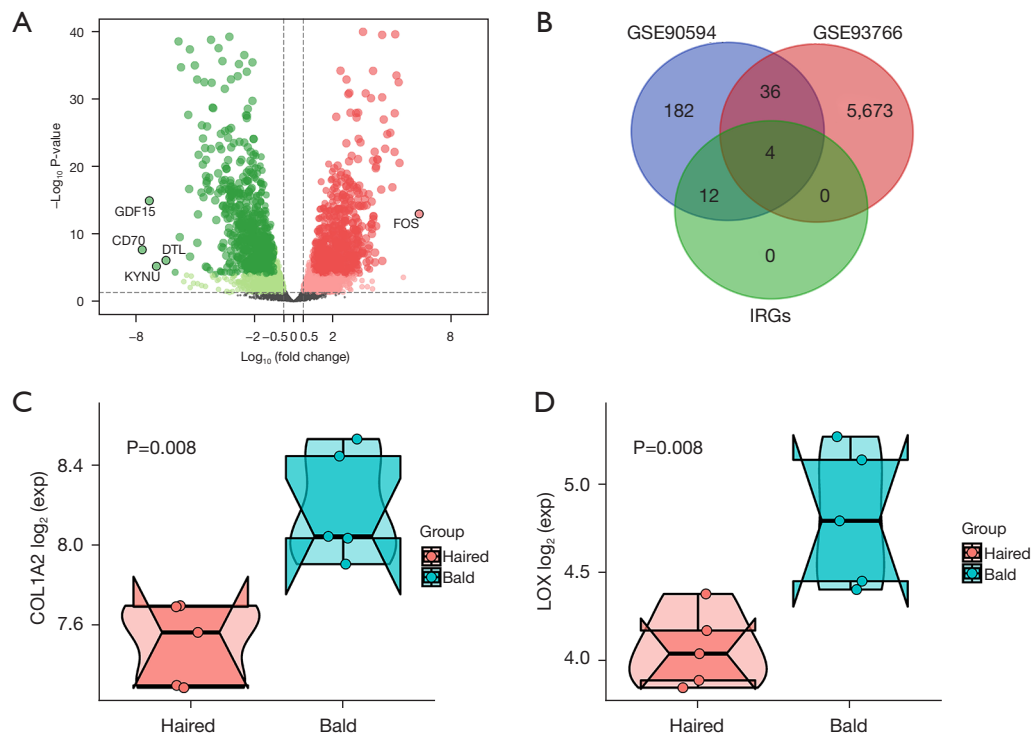 A
40
30
20
10
0
–Log10 P-value
GDF15
CD70
DTL
KYNU
FOS
–8
–2
–0.5
0
0.5
2
8
Log10 (fold change)
B
GSE90594
GSE93766
182
36
5,673
4
12
0
0
IRGs
C
P=0.008
8.4
8.0
7.6
COL1A2 log2 (exp)
Haired
Bald
Group
Haired
Bald
D
P=0.008
5.0
4.5
4.0
LOX log2 (exp)
Haired
Bald
Group
Haired
Bald